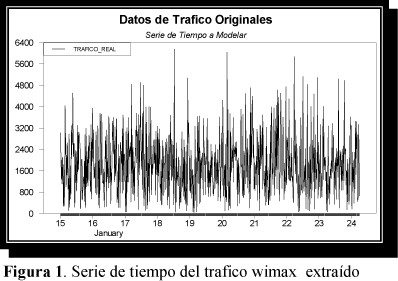 Datos de Trafico Originales
Serie de Tiempo a Modelar
TRAFICO_REAL
6400
5600
4800
4000
3200
2400
1600
800
0
15 16 17 18 19 20 21 22 23 24
January
Figura 1. Serie de tiempo del trafico wimax extraído